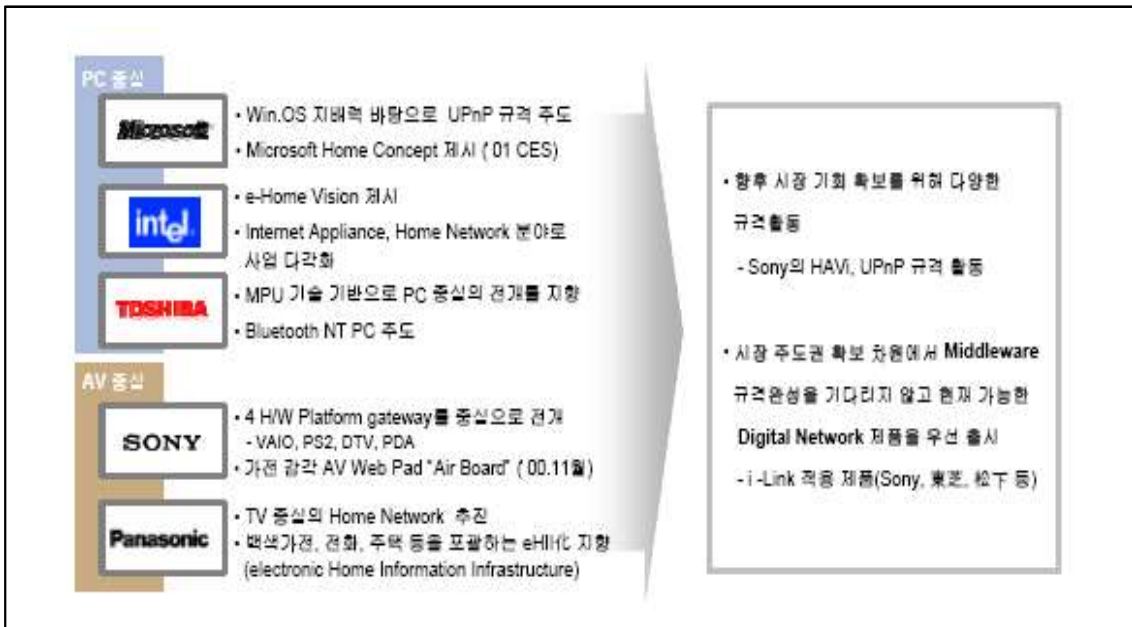 PC 중심
Microsoft
• Win.OS 지배력 바탕으로 UPnP 규격 주도
• Microsoft Home Concept 제시 ( '01 CES)
intel.
• e-Home Vision 제시
• Internet Appliance, Home Network 분야로
사업 다각화
TOSHIBA
• MPU 기술 기반으로 PC 중심의 전개를 지향
• Bluetooth NT PC 주도
AV 중심
SONY
• 4 H/W Platform gateway를 중심으로 전개
- VAIO, PS2, DTV, PDA
• 가전 감각 AV Web Pad "Air Board" ( '00.11월)
Panasonic
• TV 중심의 Home Network 추진
• 백색가전, 전화, 주택 등을 포괄하는 eHII化 지향
(electronic Home Information Infrastructure)
• 향후 시장 기회 확보를 위해 다양한
규격활동
- Sony의 HAVi, UPnP 규격 활동
• 시장 주도권 확보 차원에서 Middleware
규격완성을 기다리지 않고 현재 가능한
Digital Network 제품을 우선 출시
- i -Link 적용 제품(Sony, 東芝, 松下 등)